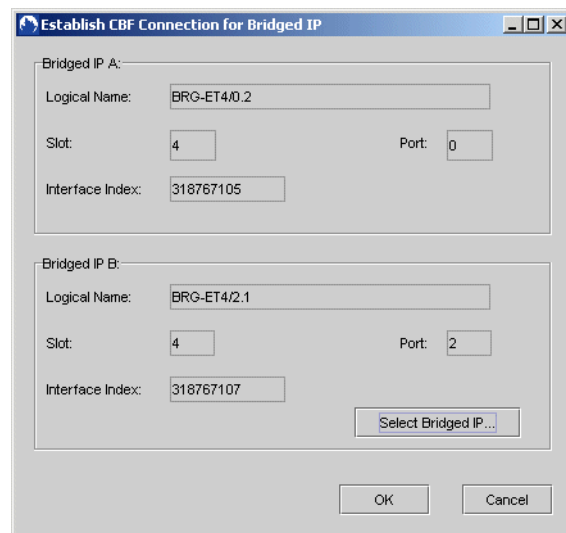 Establish CBF Connection for Bridged IP
Bridged IP A:
Logical Name: BRG-ET4/0.2
Slot: 4 Port: 0
Interface Index: 318767105
Bridged IP B:
Logical Name: BRG-ET4/2.1
Slot: 4 Port: 2
Interface Index: 318767107
Select Bridged IP...
OK Cancel